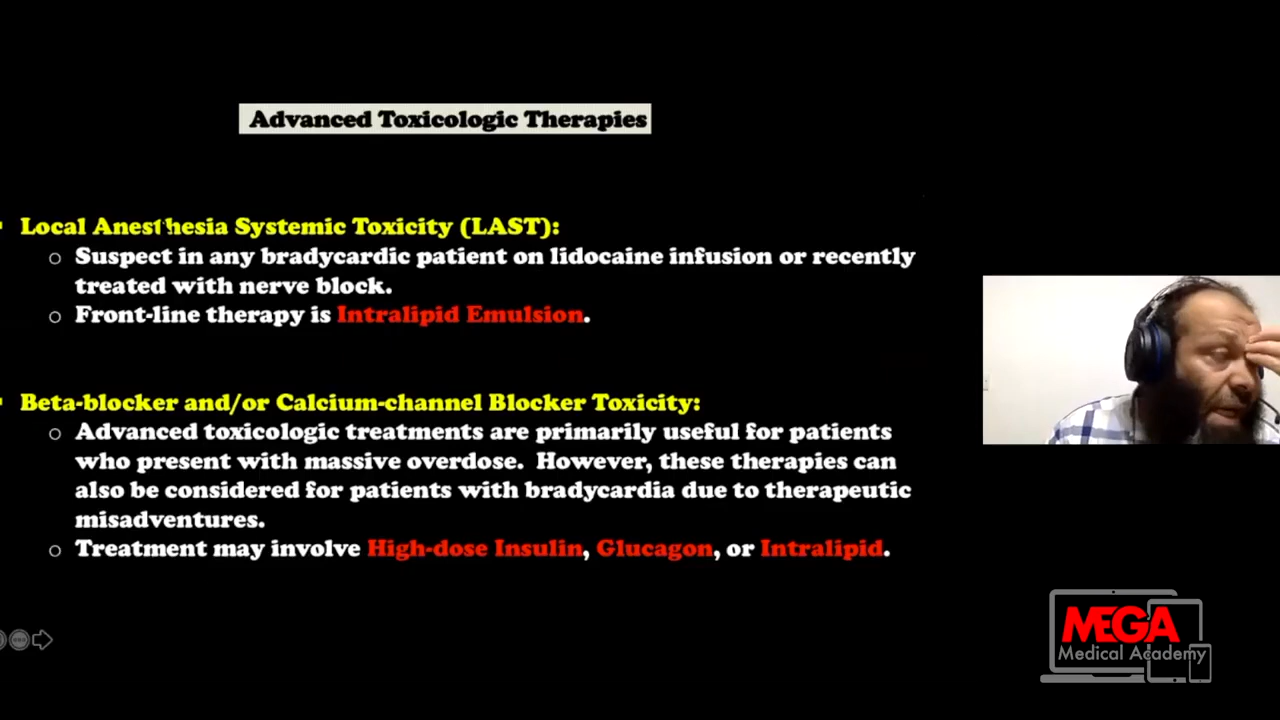 Advanced Toxicologic Therapies
Local Anesthesia Systemic Toxicity (LAST):
Suspect in any bradycardic patient on lidocaine infusion or recently
treated with nerve block.
Front-line therapy is Intralipid Emulsion.
Beta-blocker and/or Calcium-channel Blocker Toxicity:
Advanced toxicologic treatments are primarily useful for patients
who present with massive overdose. However, these therapies can
also be considered for patients with bradycardia due to therapeutic
misadventures.
Treatment may involve High-dose Insulin, Glucagon, or Intralipid.
MEGA
Medical Academy